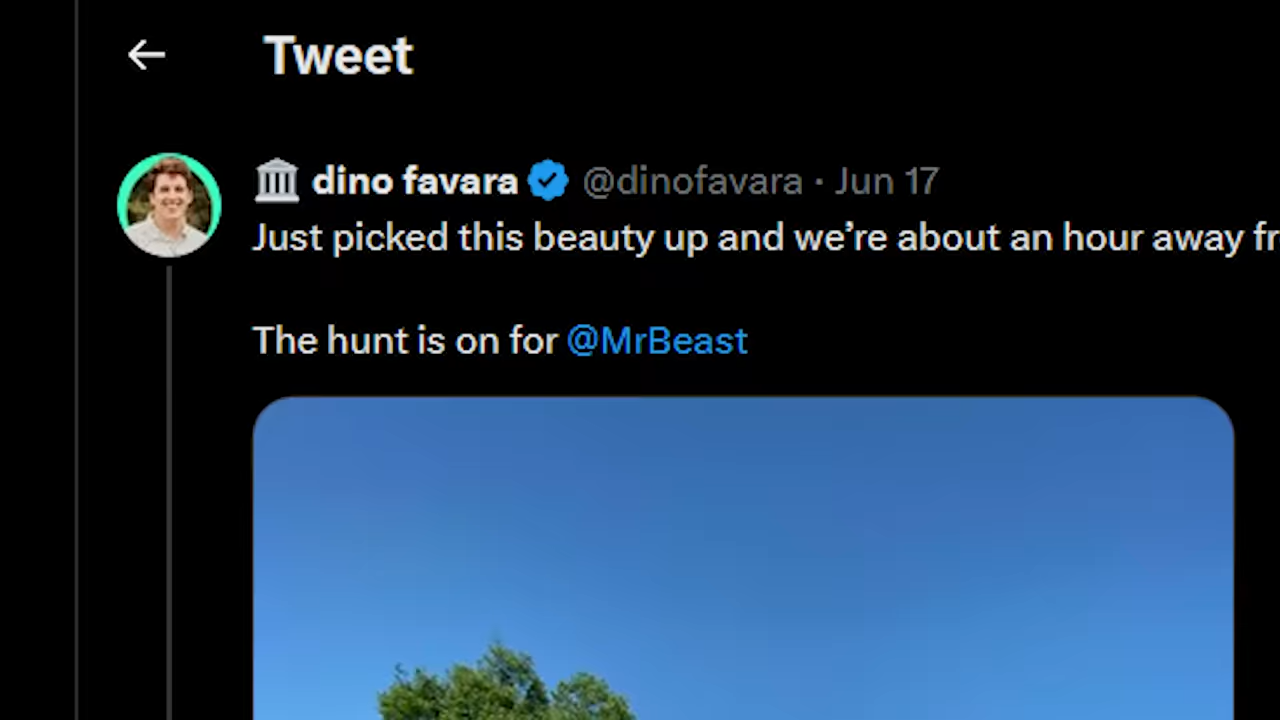 Tweet
dino favara @dinofavara · Jun 17
Just picked this beauty up and we’re about an hour away
The hunt is on for @MrBeast